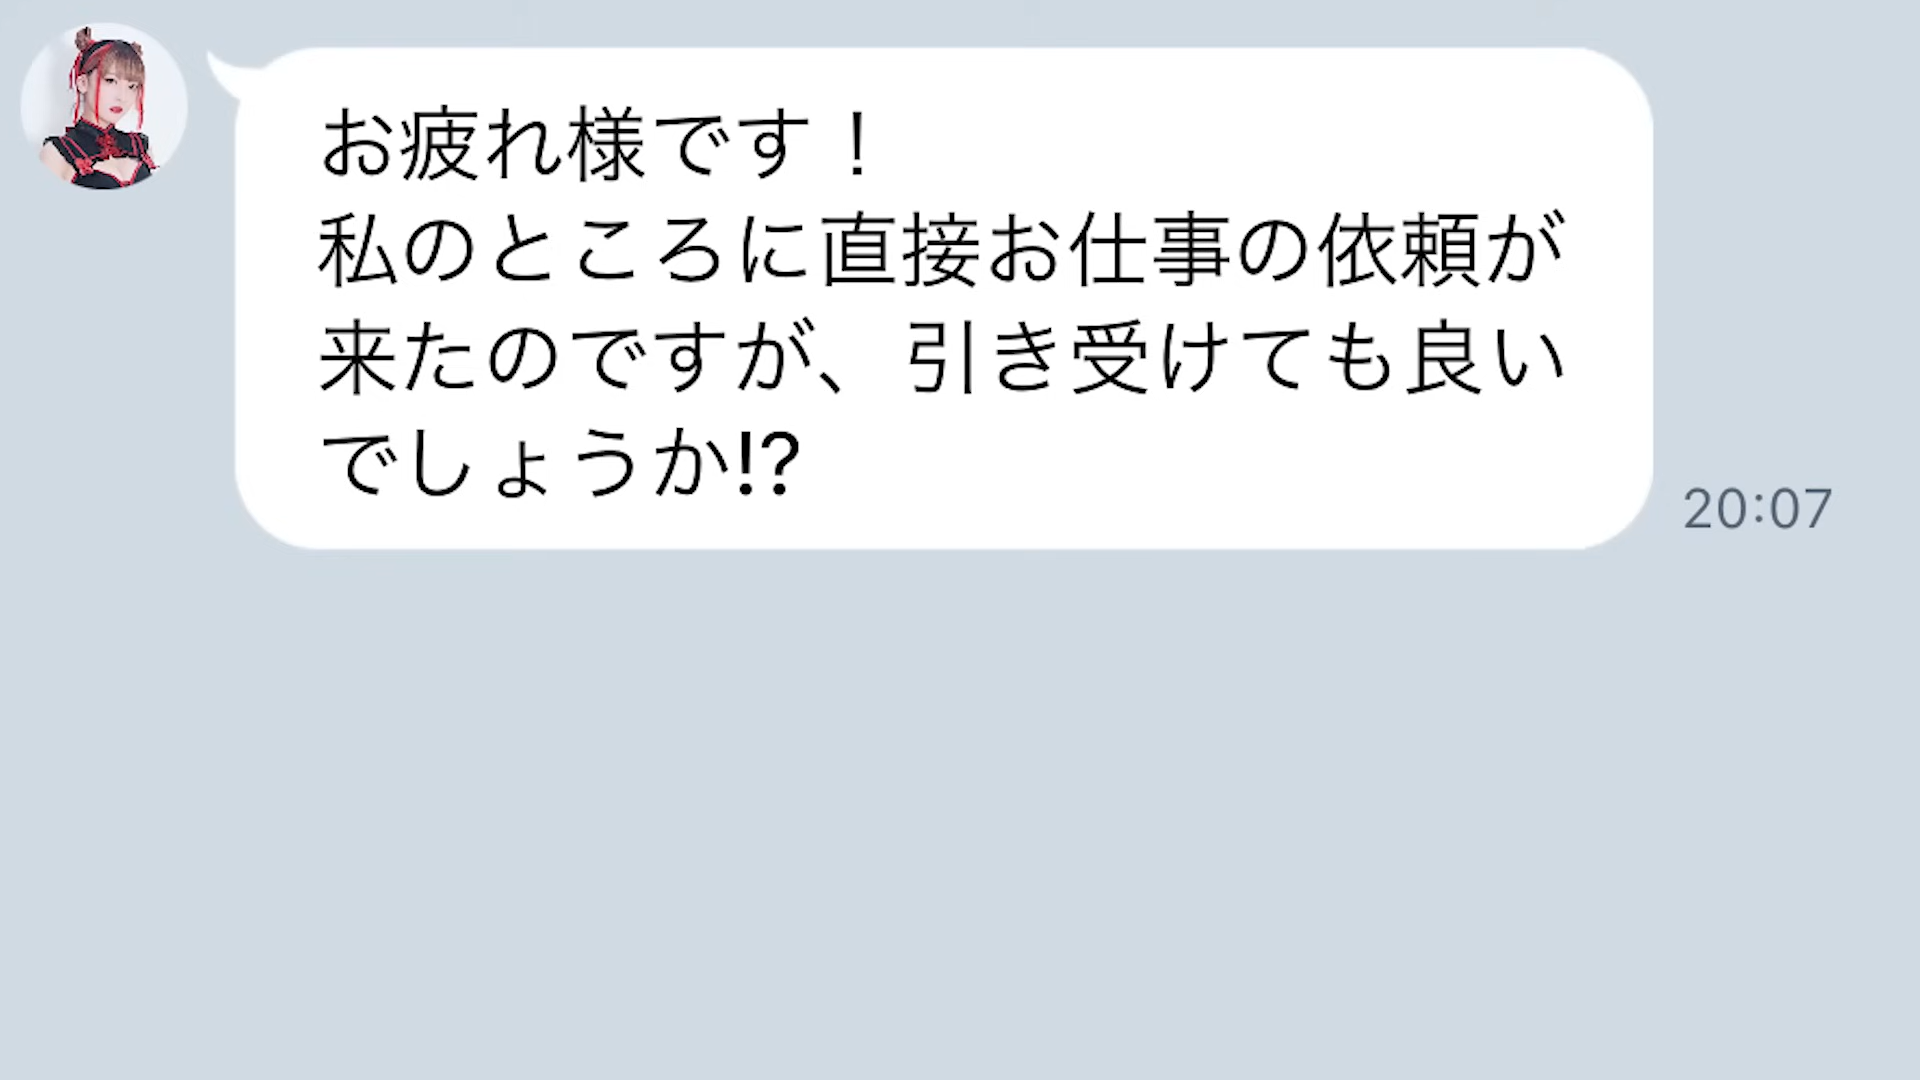 お疲れ様です！
私のところに直接お仕事の依頼が
来たのですが、引き受けても良い
でしょうか!?
20:07